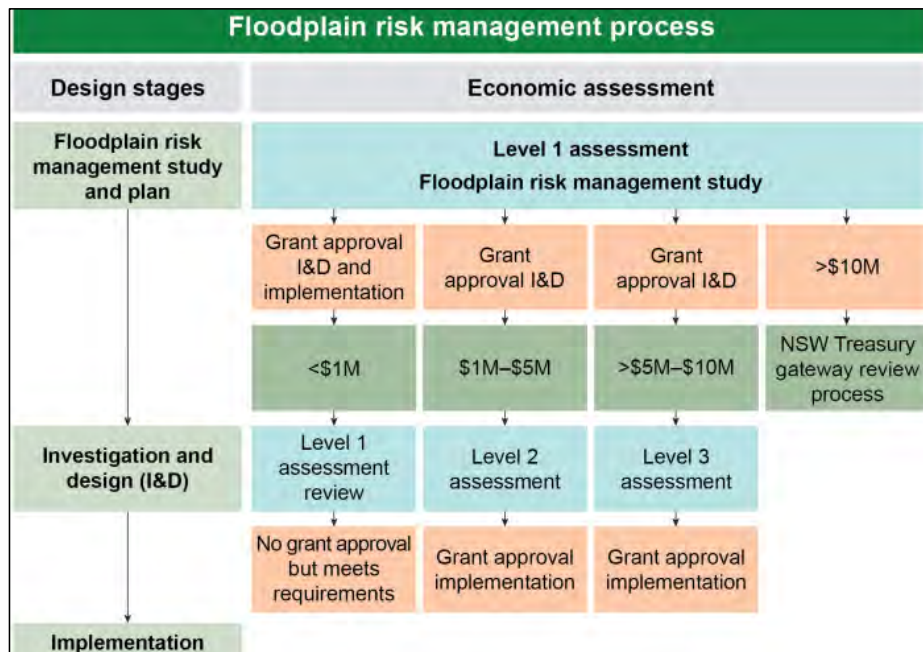 Floodplain risk management process
Design stages
Economic assessment
Floodplain risk
management study
and plan
Level 1 assessment
Floodplain risk management study
Grant approval
I&D and
implementation
Grant
approval I&D
Grant
approval I&D
>$10M
<$1M
$1M–$5M
>$5M–$10M
NSW Treasury
gateway review
process
Investigation and
design (I&D)
Level 1
assessment
review
Level 2
assessment
Level 3
assessment
No grant approval
but meets
requirements
Grant approval
implementation
Grant approval
implementation
Implementation